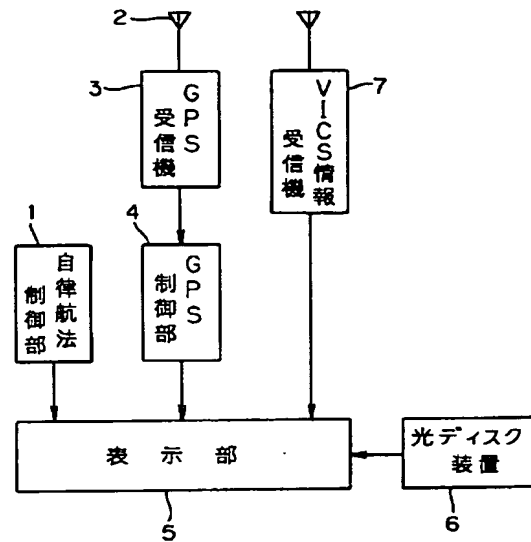 2
3
GPS
受信機
7
VICS情報
受信機
1
自律航法
制御部
4
GPS
制御部
表示部
5
光ディスク
装置
6